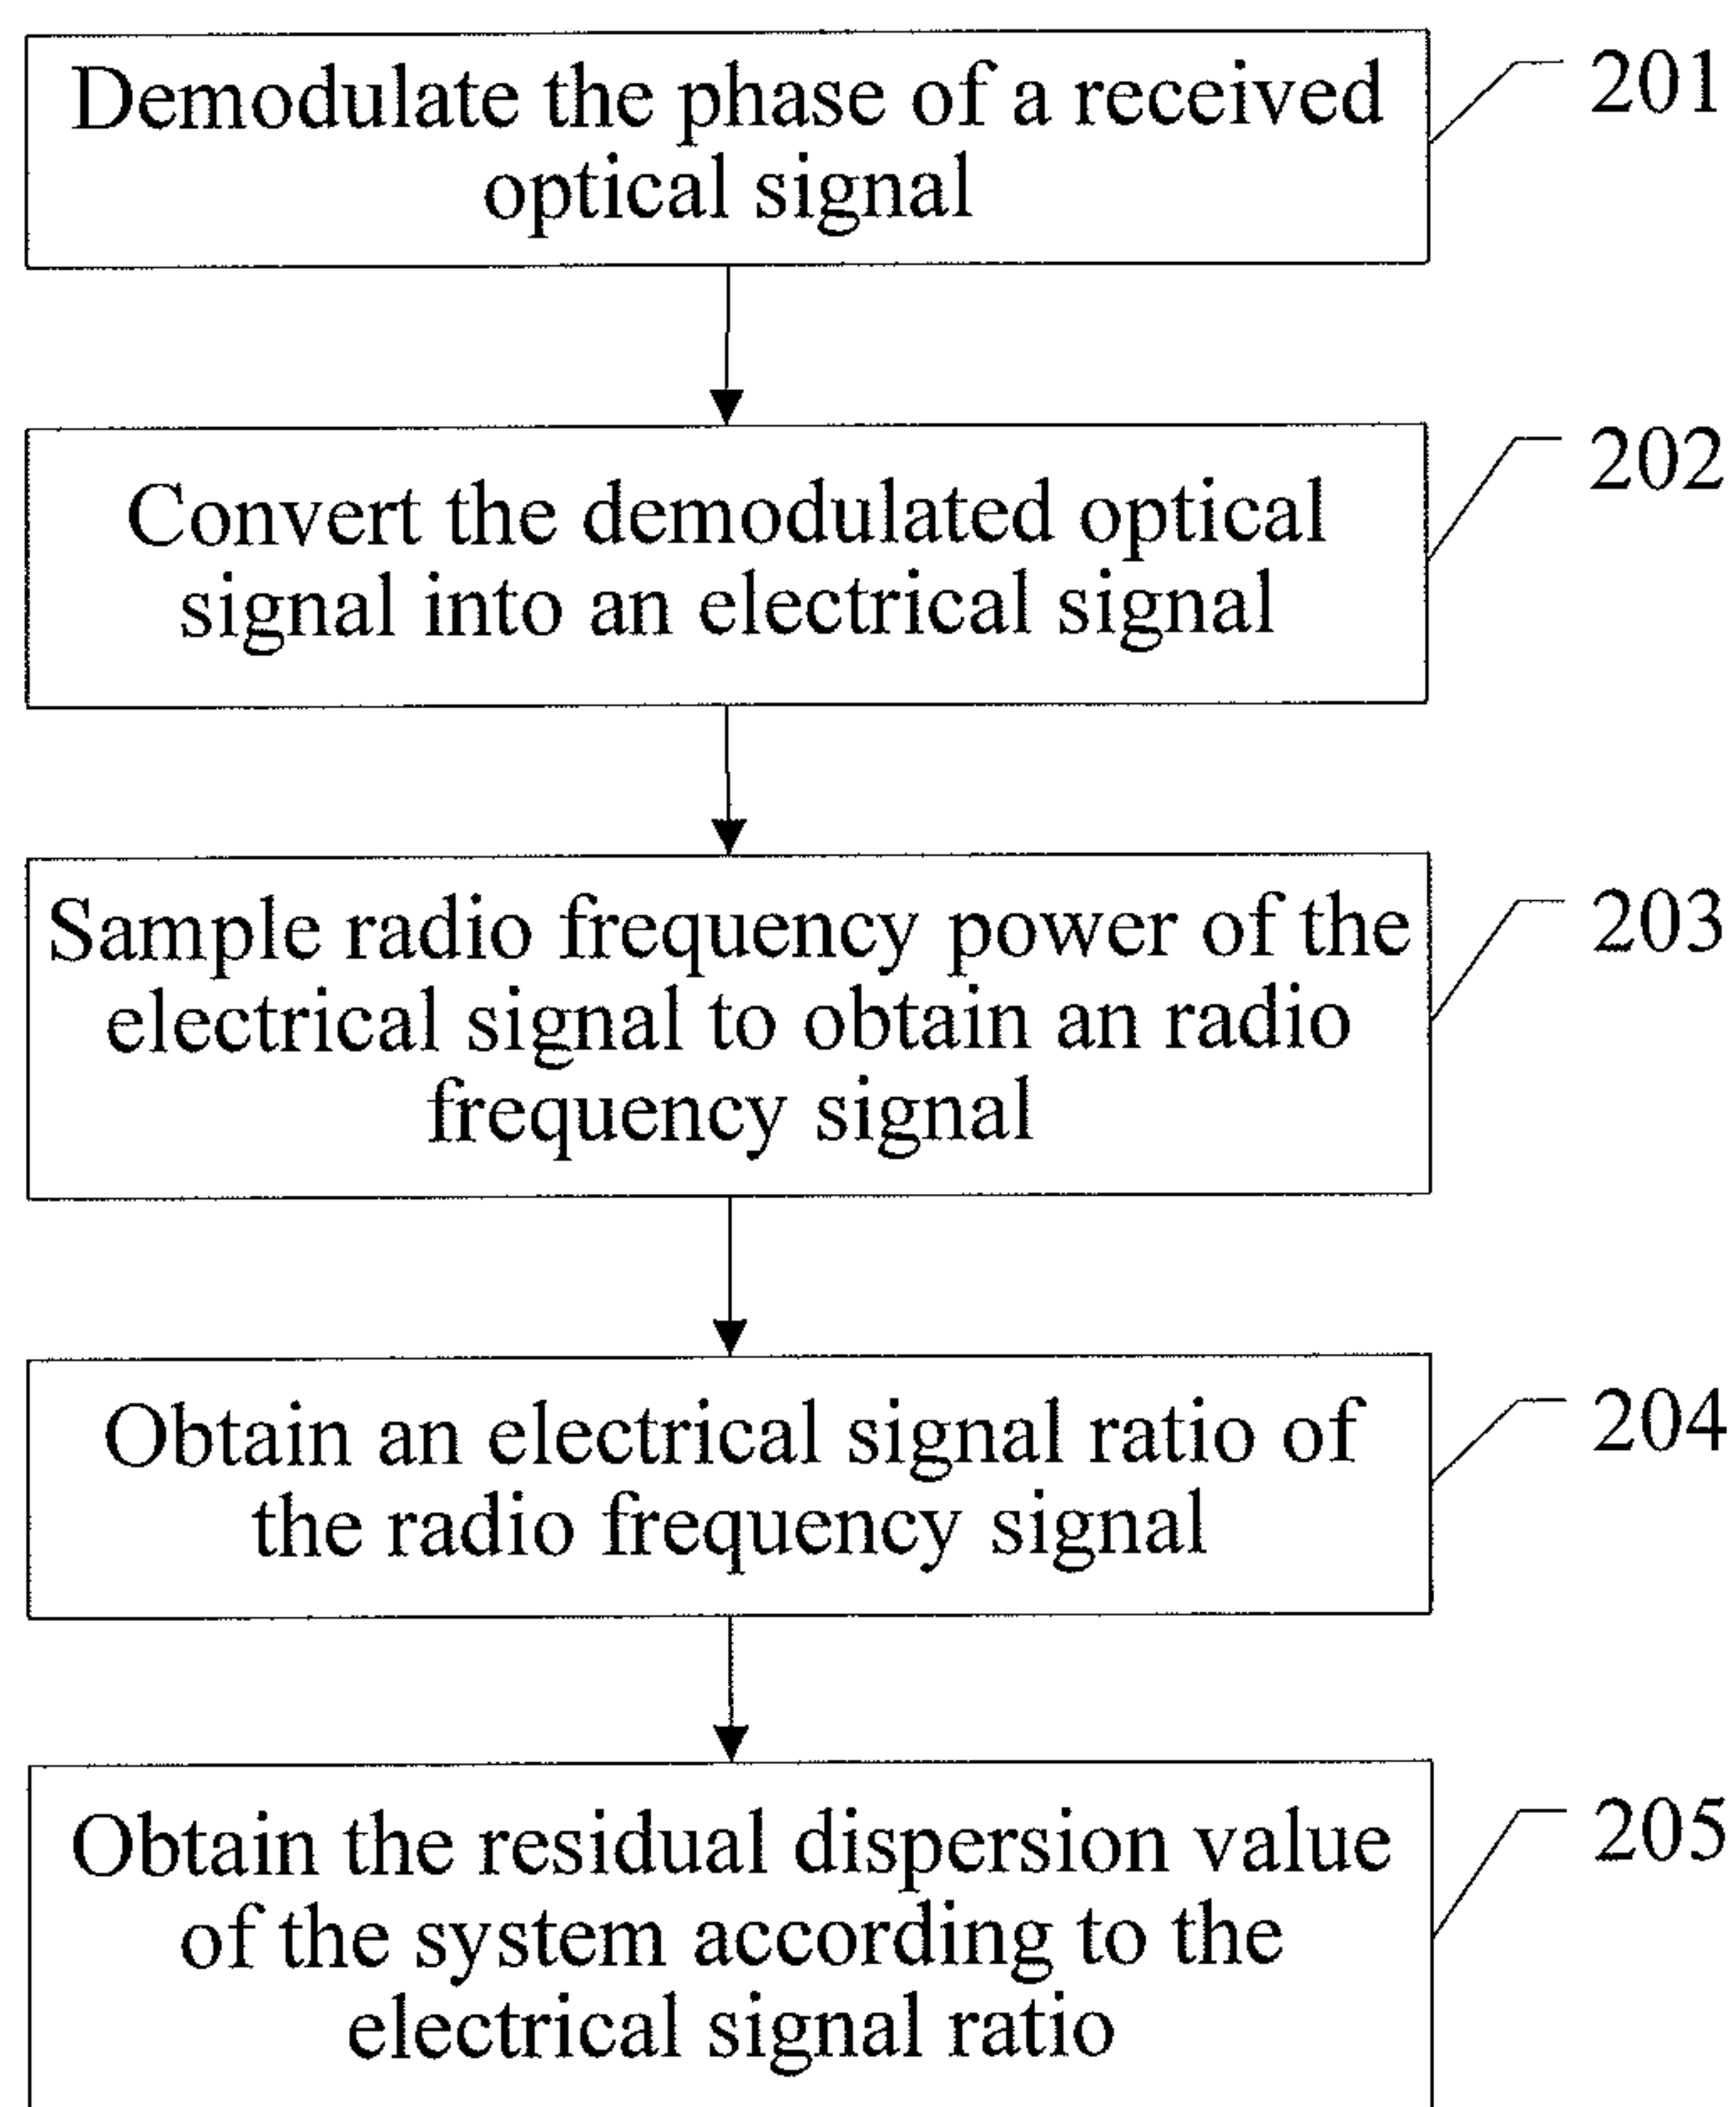 Demodulate the phase of a received
optical signal
201
Convert the demodulated optical
signal into an electrical signal
202
Sample radio frequency power of the
electrical signal to obtain an radio
frequency signal
203
Obtain an electrical signal ratio of
the radio frequency signal
204
Obtain the residual dispersion value
of the system according to the
electrical signal ratio
205